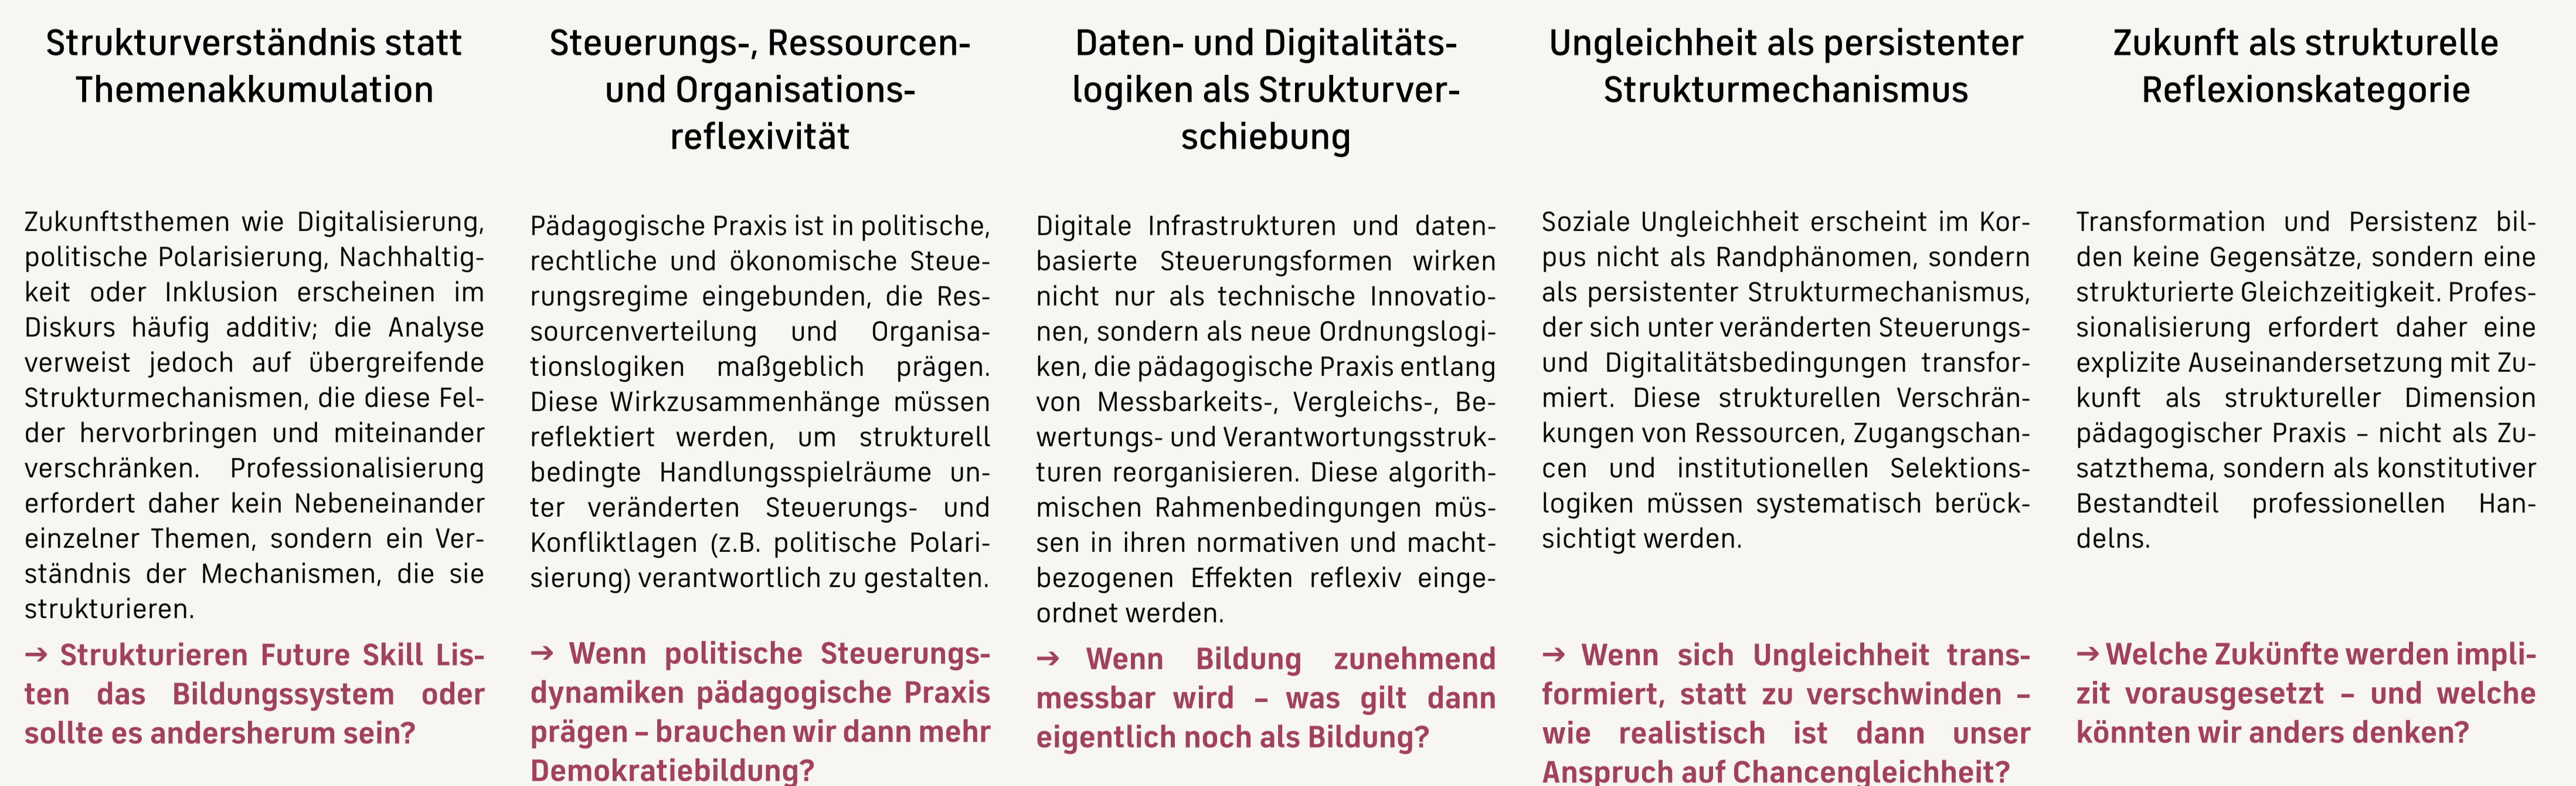 Strukturverständnis statt
Themenakkumulation
Zukunftsthemen wie Digitalisierung,
politische Polarisierung, Nachhaltig-
keit oder Inklusion erscheinen im
Diskurs häufig additiv; die Analyse
verweist jedoch auf übergreifende
Strukturmechanismen, die diese Fel-
der hervorbringen und miteinander
verschränken. Professionalisierung
erfordert daher kein Nebeneinander
einzelner Themen, sondern ein Ver-
ständnis der Mechanismen, die sie
strukturieren.
→ Strukturieren Future Skill Lis-
ten das Bildungssystem oder
sollte es andersherum sein?
Steuerungs-, Ressourcen-
und Organisations-
reflexivität
Pädagogische Praxis ist in politische,
rechtliche und ökonomische Steue-
rungsregime eingebunden, die Res-
sourcenverteilung und Organisa-
tionslogiken maßgeblich prägen.
Diese Wirkzusammenhänge müssen
reflektiert werden, um strukturell
bedingte Handlungsspielräume un-
ter veränderten Steuerungs- und
Konfliktlagen (z.B. politische Polari-
sierung) verantwortlich zu gestalten.
→ Wenn politische Steuerungs-
dynamiken pädagogische Praxis
prägen – brauchen wir dann mehr
Demokratiebildung?
Daten- und Digitalitäts-
logiken als Strukturver-
schiebung
Digitale Infrastrukturen und daten-
basierte Steuerungsformen wirken
nicht nur als technische Innovatio-
nen, sondern als neue Ordnungslogi-
ken, die pädagogische Praxis entlang
von Messbarkeits-, Vergleichs-, Be-
wertungs- und Verantwortungsstruk-
turen reorganisieren. Diese algorith-
mischen Rahmenbedingungen müs-
sen in ihren normativen und macht-
bezogenen Effekten reflexiv einge-
ordnet werden.
→ Wenn Bildung zunehmend
messbar wird – was gilt dann
eigentlich noch als Bildung?
Ungleichheit als persistenter
Strukturmechanismus
Soziale Ungleichheit erscheint im Kor-
pus nicht als Randphänomen, sondern
als persistenter Strukturmechanismus,
der sich unter veränderten Steuerungs-
und Digitalitätsbedingungen transfor-
miert. Diese strukturellen Verschrän-
kungen von Ressourcen, Zugangschan-
cen und institutionellen Selektions-
logiken müssen systematisch berück-
sichtigt werden.
→ Wenn sich Ungleichheit trans-
formiert, statt zu verschwinden –
wie realistisch ist dann unser
Anspruch auf Chancengleichheit?
Zukunft als strukturelle
Reflexionskategorie
Transformation und Persistenz bil-
den keine Gegensätze, sondern eine
strukturierte Gleichzeitigkeit. Profes-
sionalisierung erfordert daher eine
explizite Auseinandersetzung mit Zu-
kunft als struktureller Dimension
pädagogischer Praxis – nicht als Zu-
satzthema, sondern als konstitutiver
Bestandteil professionellen Han-
delns.
→ Welche Zukünfte werden impli-
zit vorausgesetzt – und welche
könnten wir anders denken?